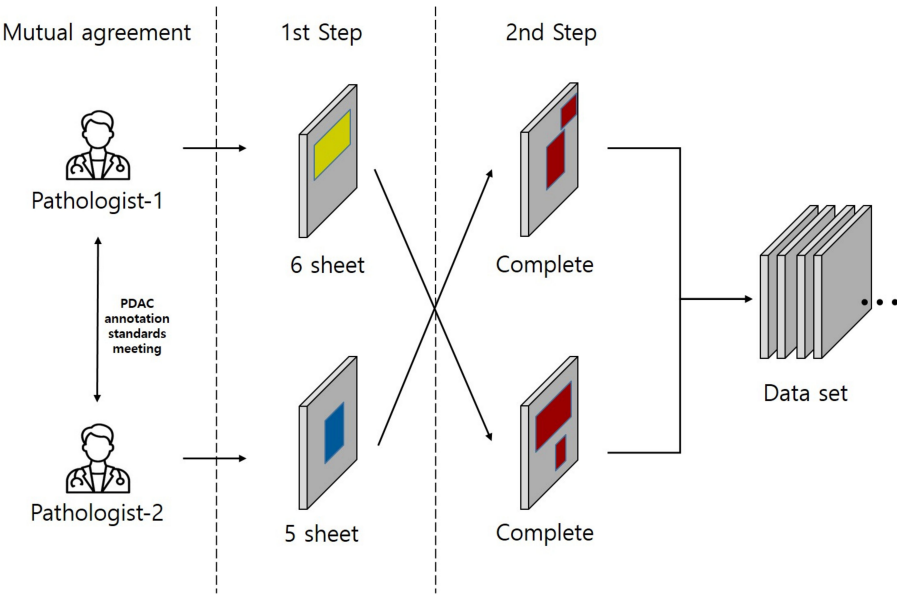 Mutual agreement
1st Step
2nd Step
Pathologist-1
6 sheet
Complete
PDAC
annotation
standards
meeting
Data set
Pathologist-2
5 sheet
Complete